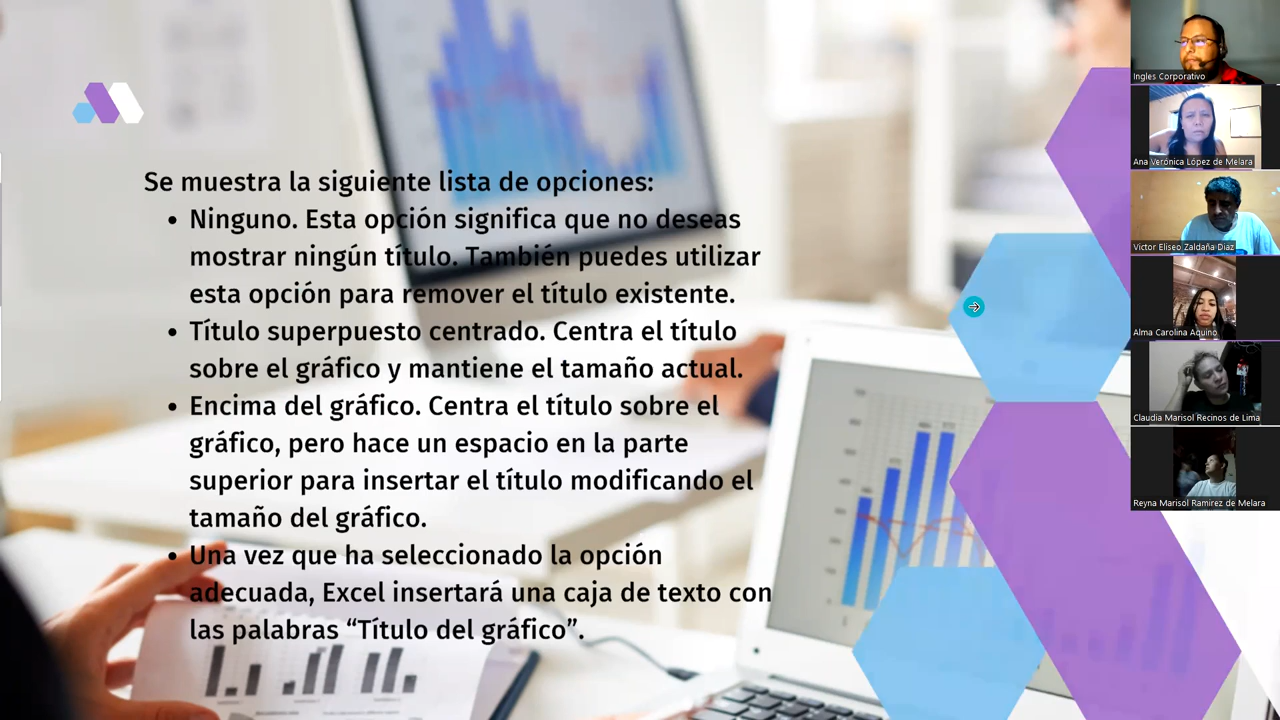 Se muestra la siguiente lista de opciones:
• Ninguno. Esta opción significa que no deseas
mostrar ningún título. También puedes utilizar
esta opción para remover el título existente.
• Título superpuesto centrado. Centra el título
sobre el gráfico y mantiene el tamaño actual.
• Encima del gráfico. Centra el título sobre el
gráfico, pero hace un espacio en la parte
superior para insertar el título modificando el
tamaño del gráfico.
• Una vez que ha seleccionado la opción
adecuada, Excel insertará una caja de texto con
las palabras “Título del gráfico”.
Ingles Corporativo
Ana Verónica López de Melara
Victor Eliseo Zaldaña Diaz
Alma Carolina Aquino
Claudia Marisol Recinos de Lima
Reyna Marisol Ramirez de Melara